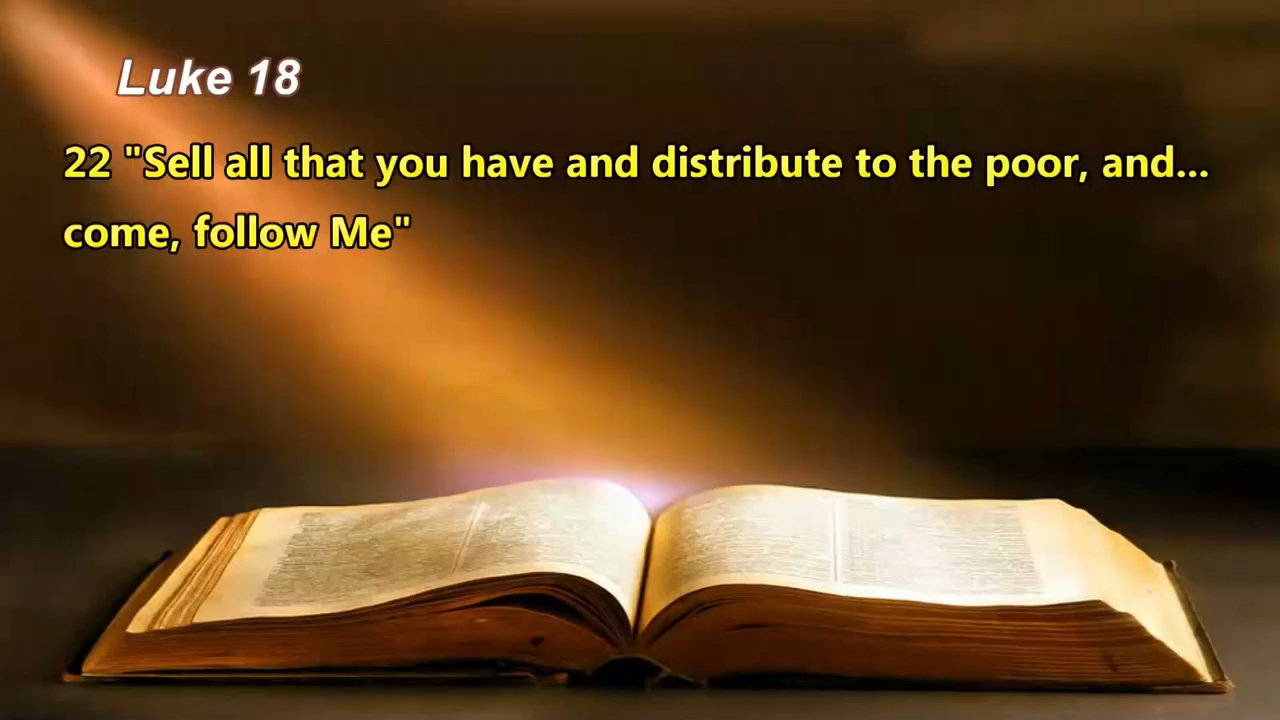 Luke 18
22 "Sell all that you have and distribute to the poor, and...
come, follow Me"